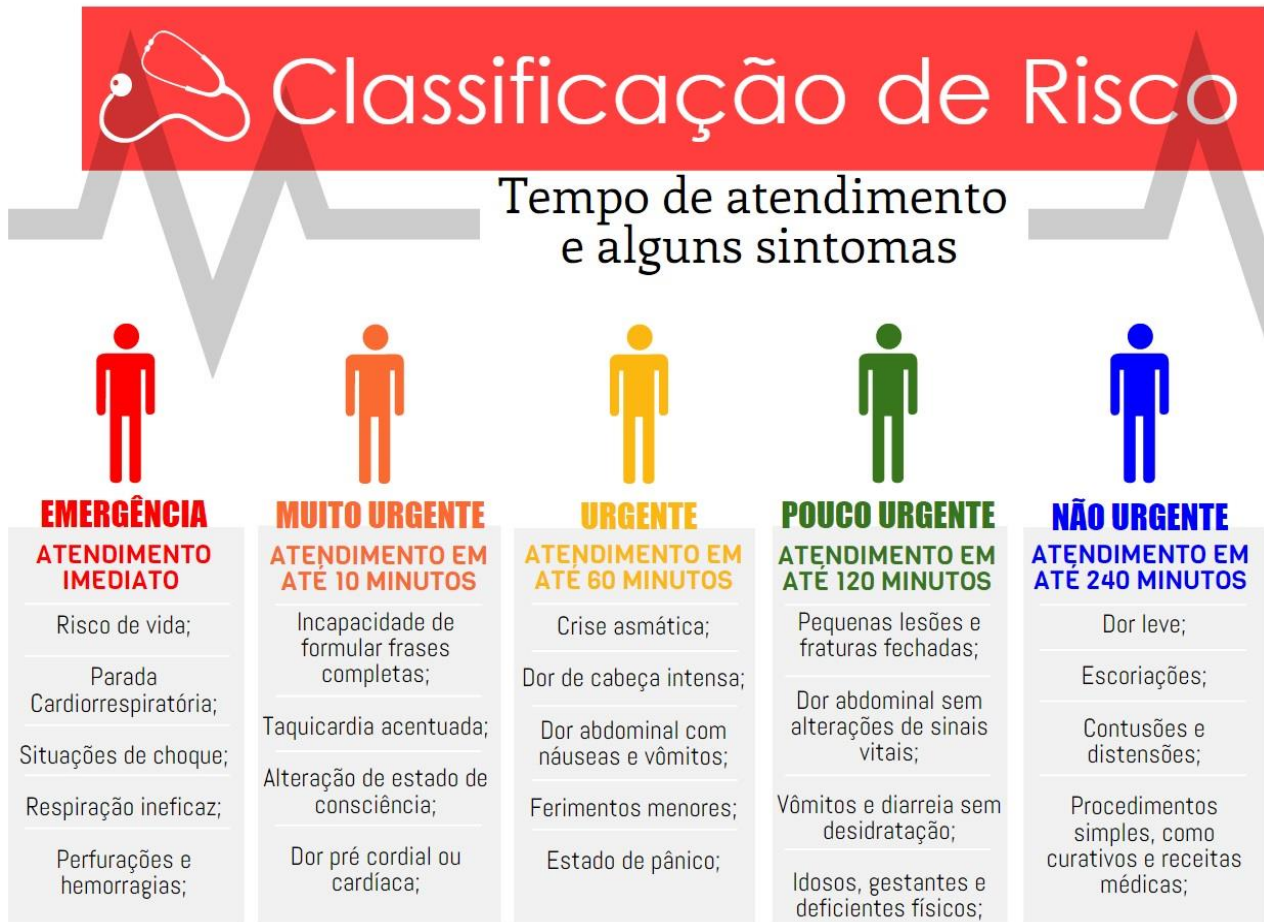 Classificação de Risco
Tempo de atendimento
e alguns sintomas
EMERGÊNCIA
ATENDIMENTO
IMEDIATO
Risco de vida;
Parada
Cardiorrespiratória;
Situações de choque;
Respiração ineficaz;
Perfurações e
hemorragias;
MUITO URGENTE
ATENDIMENTO EM
ATÉ 10 MINUTOS
Incapacidade de
formular frases
completas;
Taquicardia acentuada;
Alteração de estado de
consciência;
Dor pré cordial ou
cardíaca;
URGENTE
ATENDIMENTO EM
ATÉ 60 MINUTOS
Crise asmática;
Dor de cabeça intensa;
Dor abdominal com
náuseas e vômitos;
Ferimentos menores;
Estado de pânico;
POUCO URGENTE
ATENDIMENTO EM
ATÉ 120 MINUTOS
Pequenas lesões e
fraturas fechadas;
Dor abdominal sem
alterações de sinais
vitais;
Vômitos e diarreia sem
desidratação;
Idosos, gestantes e
deficientes físicos;
NÃO URGENTE
ATENDIMENTO EM
ATÉ 240 MINUTOS
Dor leve;
Escoriações;
Contusões e
distensões;
Procedimentos
simples, como
curativos e receitas
médicas;